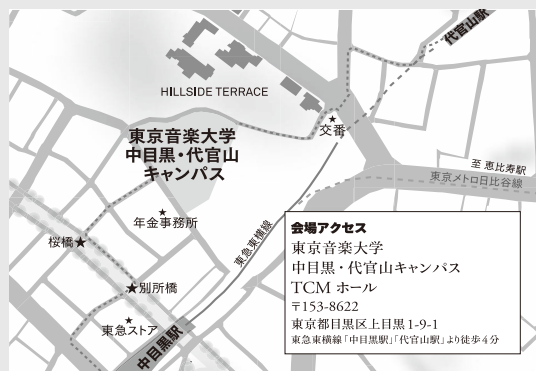 代官山駅
HILLSIDE TERRACE
交番
東京音楽大学
中目黒・代官山
キャンパス
至 恵比寿駅
東京メトロ日比谷線
年金事務所
桜橋★
東急東横線
★別所橋
東急ストア
中目黒駅
会場アクセス
東京音楽大学
中目黒・代官山キャンパス
TCM ホール
〒153-8622
東京都目黒区上目黒1-9-1
東急東横線「中目黒駅」「代官山駅」より徒歩4分